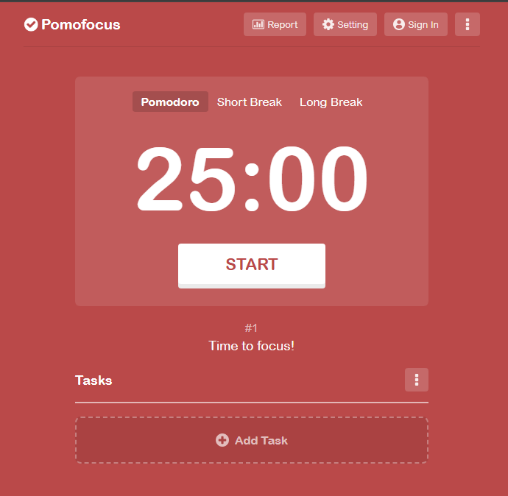 Pomofocus
Report Setting Sign In
Pomodoro Short Break Long Break
25:00
START
#1
Time to focus!
Tasks
Add Task